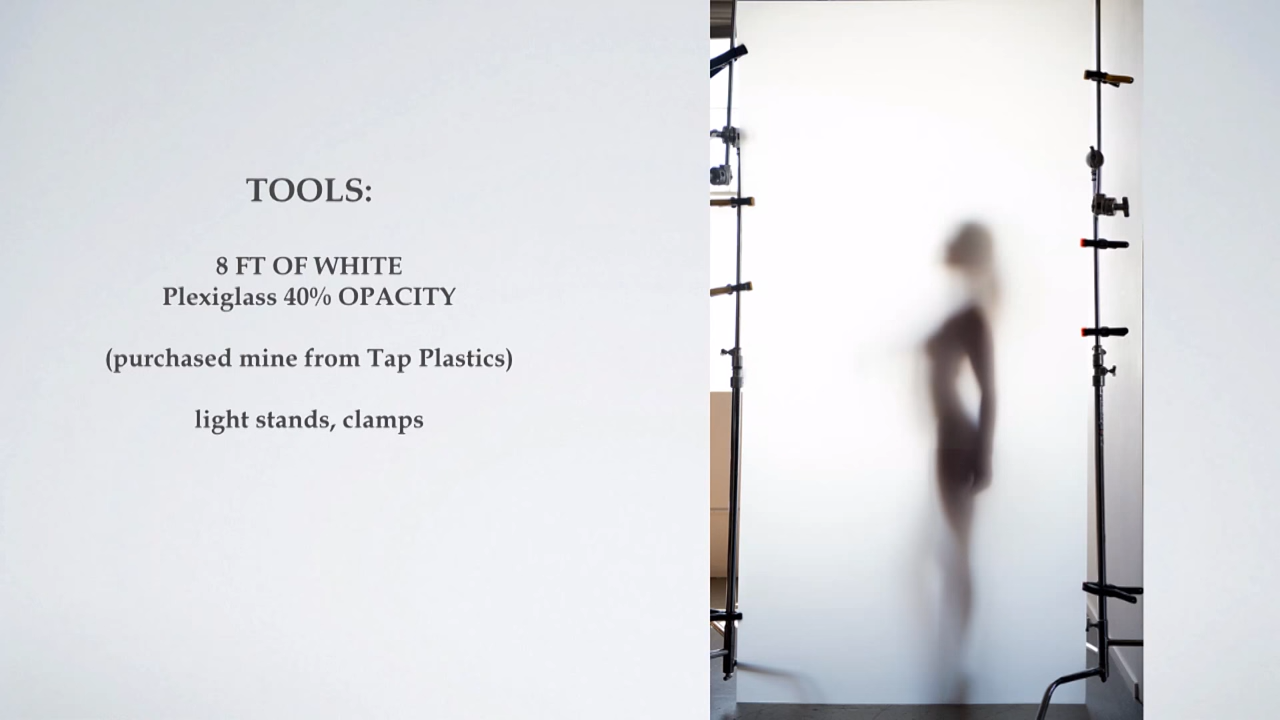 TOOLS:
8 FT OF WHITE
Plexiglass 40% OPACITY
(purchased mine from Tap Plastics)
light stands, clamps